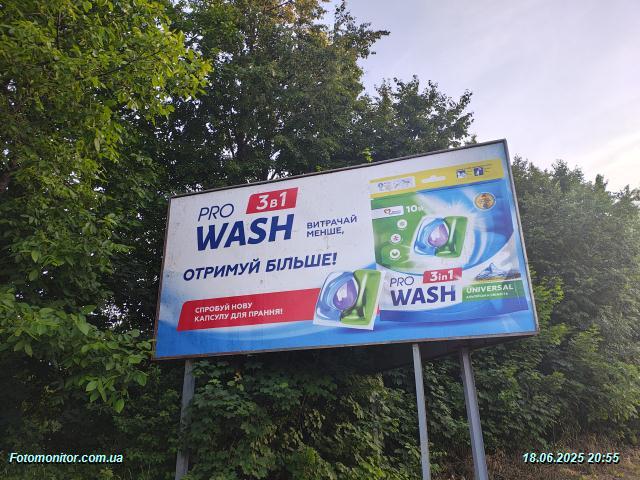 PRO
3в1
WASH
ВИТРАЧАЙ
МЕНШЕ,
ОТРИМУЙ БІЛЬШЕ!
СПРОБУЙ НОВУ
КАПСУЛУ ДЛЯ ПРАННЯ!
10
PRO
3in1
WASH
UNIVERSAL
Fotomonitor.com.ua
18.06.2025 20:55